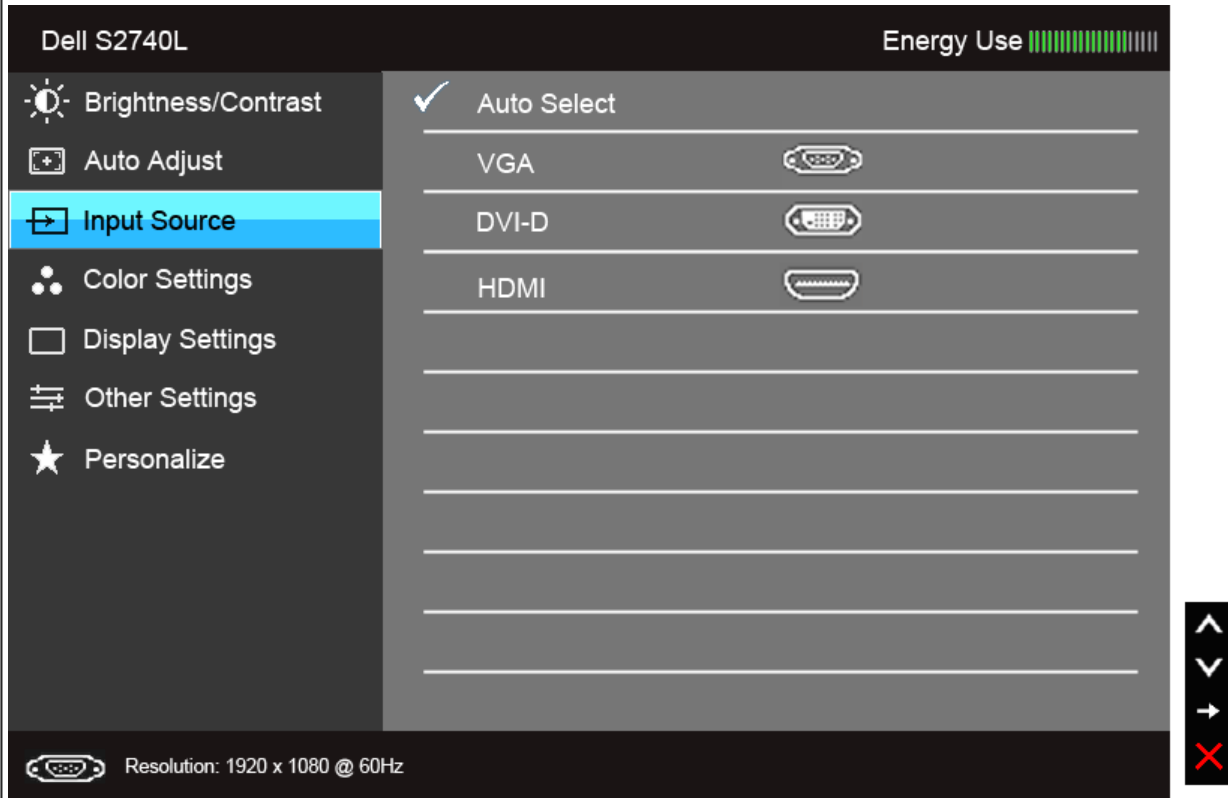 Dell S2740L
Energy Use
Brightness/Contrast
Auto Adjust
Input Source
Color Settings
Display Settings
Other Settings
Personalize
Auto Select
VGA
DVI-D
HDMI
Resolution: 1920 x 1080 @ 60Hz